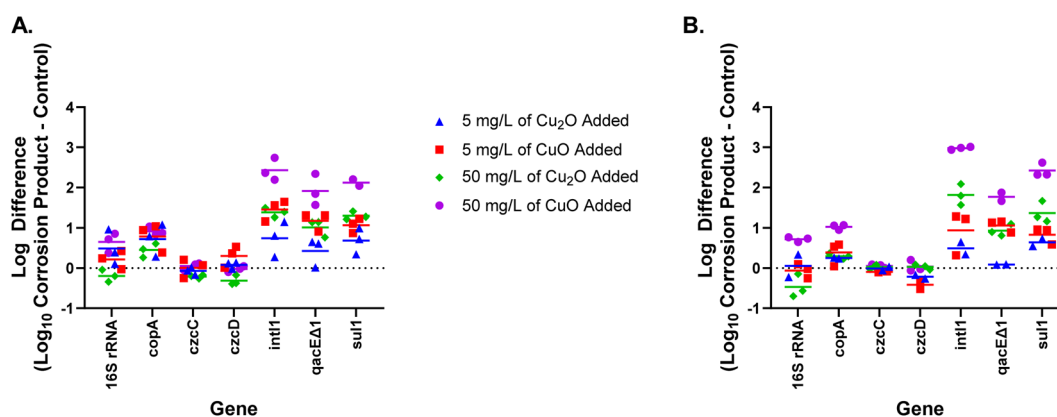 A.
Log Difference
(Log₁₀ Corrosion Product - Control)
4
3
2
1
0
-1
16S rRNA
copA
czcC
czcD
intI1
qacEΔ1
sul1
Gene
5 mg/L of Cu₂O Added
5 mg/L of CuO Added
50 mg/L of Cu₂O Added
50 mg/L of CuO Added
B.
Log Difference
(Log₁₀ Corrosion Product - Control)
4
3
2
1
0
-1
16S rRNA
copA
czcC
czcD
intI1
qacEΔ1
sul1
Gene